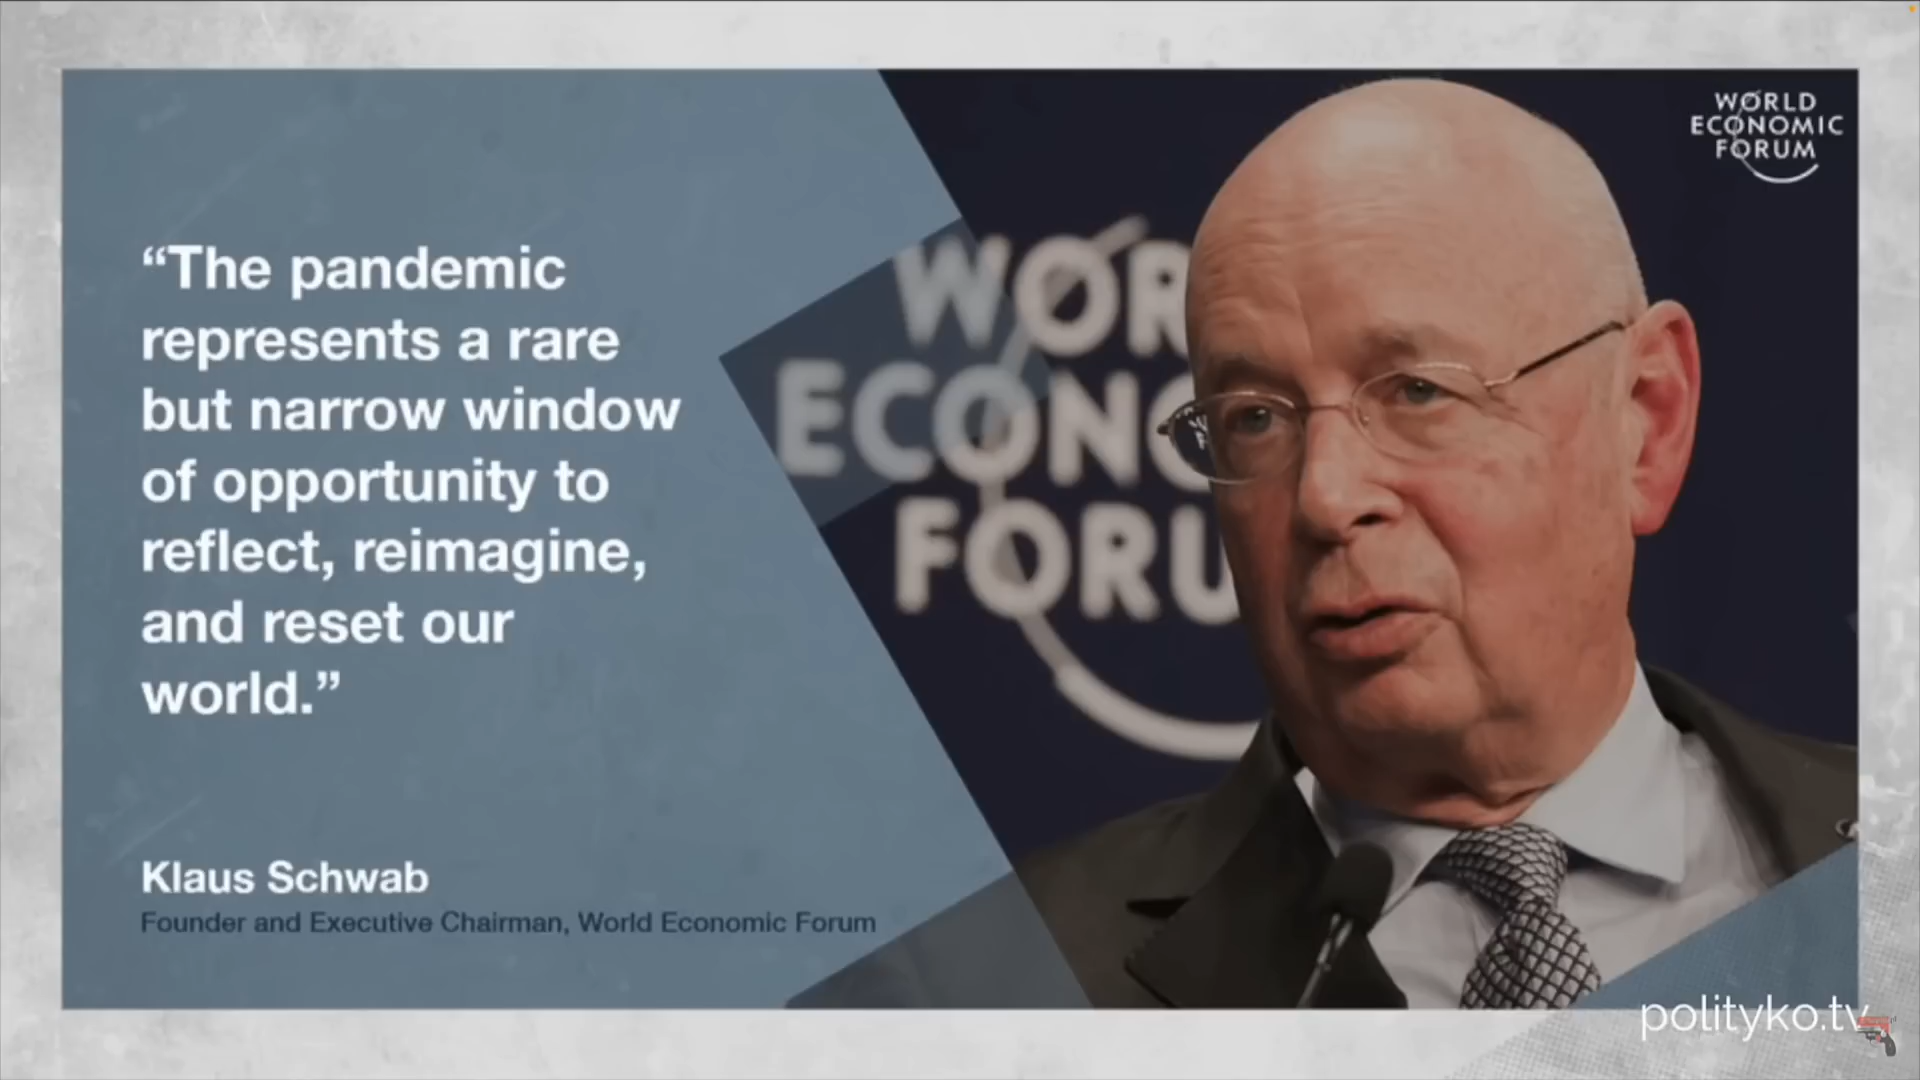 “The pandemic
represents a rare
but narrow window
of opportunity to
reflect, reimagine,
and reset our
world.”
Klaus Schwab
Founder and Executive Chairman, World Economic Forum
WORLD
ECONOMIC
FORUM
WOR
ECONO
FORU
polityko.tv